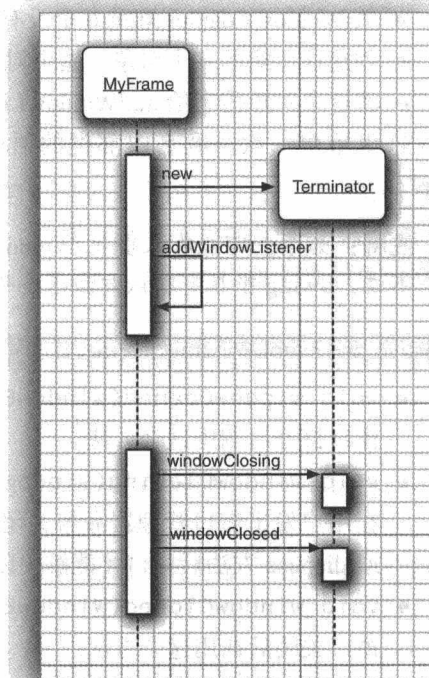 MyFrame
new
Terminator
addWindowListener
windowClosing
windowClosed